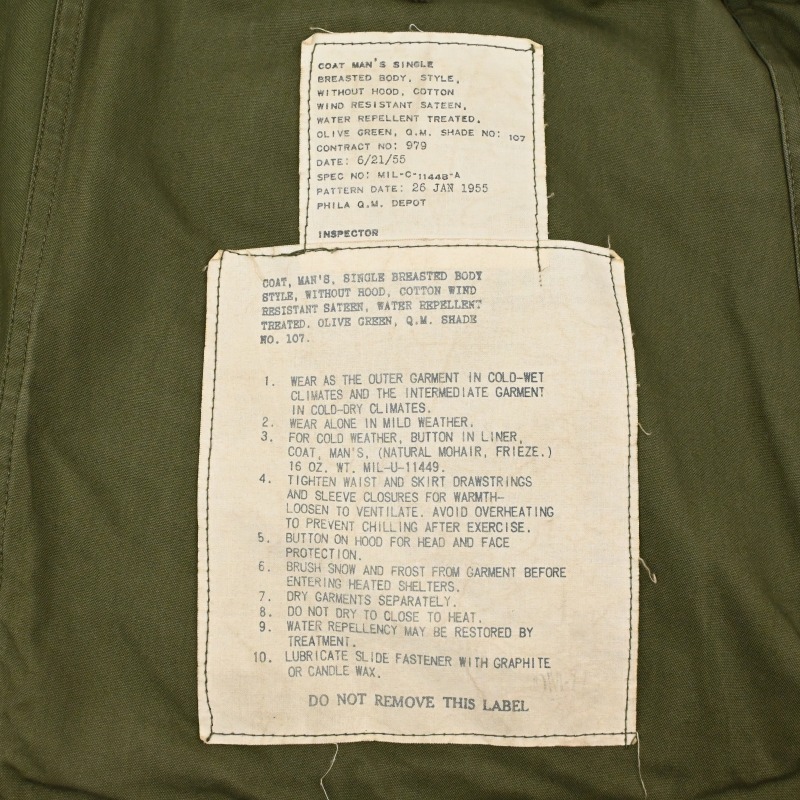 COAT MAN'S SINGLE
BREASTED BODY, STYLE,
WITHOUT HOOD, COTTON
WIND RESISTANT SATEEN,
WATER REPELLENT TREATED,
OLIVE GREEN, Q.M. SHADE NO: 107
CONTRACT NO: 979
DATE: 6/21/55
SPEC NO: MIL-C-11448-A
PATTERN DATE: 26 JAN 1955
PHILA Q.M. DEPOT
INSPECTOR
COAT, MAN'S, SINGLE BREASTED BODY
STYLE, WITHOUT HOOD, COTTON WIND
RESISTANT SATEEN, WATER REPELLENT
TREATED. OLIVE GREEN, Q.M. SHADE
NO. 107.
1. WEAR AS THE OUTER GARMENT IN COLD-WET
CLIMATES AND THE INTERMEDIATE GARMENT
IN COLD-DRY CLIMATES.
2. WEAR ALONE IN MILD WEATHER.
3. FOR COLD WEATHER, BUTTON IN LINER,
COAT, MAN'S, (NATURAL MOHAIR, FRIEZE.)
16 OZ. WT. MIL-U-11449.
4. TIGHTEN WAIST AND SKIRT DRAWSTRINGS
AND SLEEVE CLOSURES FOR WARMTH-
LOOSEN TO VENTILATE. AVOID OVERHEATING
TO PREVENT CHILLING AFTER EXERCISE.
5. BUTTON ON HOOD FOR HEAD AND FACE
PROTECTION.
6. BRUSH SNOW AND FROST FROM GARMENT BEFORE
ENTERING HEATED SHELTERS.
7. DRY GARMENTS SEPARATELY.
8. DO NOT DRY TO CLOSE TO HEAT.
9. WATER REPELLENCY MAY BE RESTORED BY
TREATMENT.
10. LUBRICATE SLIDE FASTENER WITH GRAPHITE
OR CANDLE WAX.
DO NOT REMOVE THIS LABEL